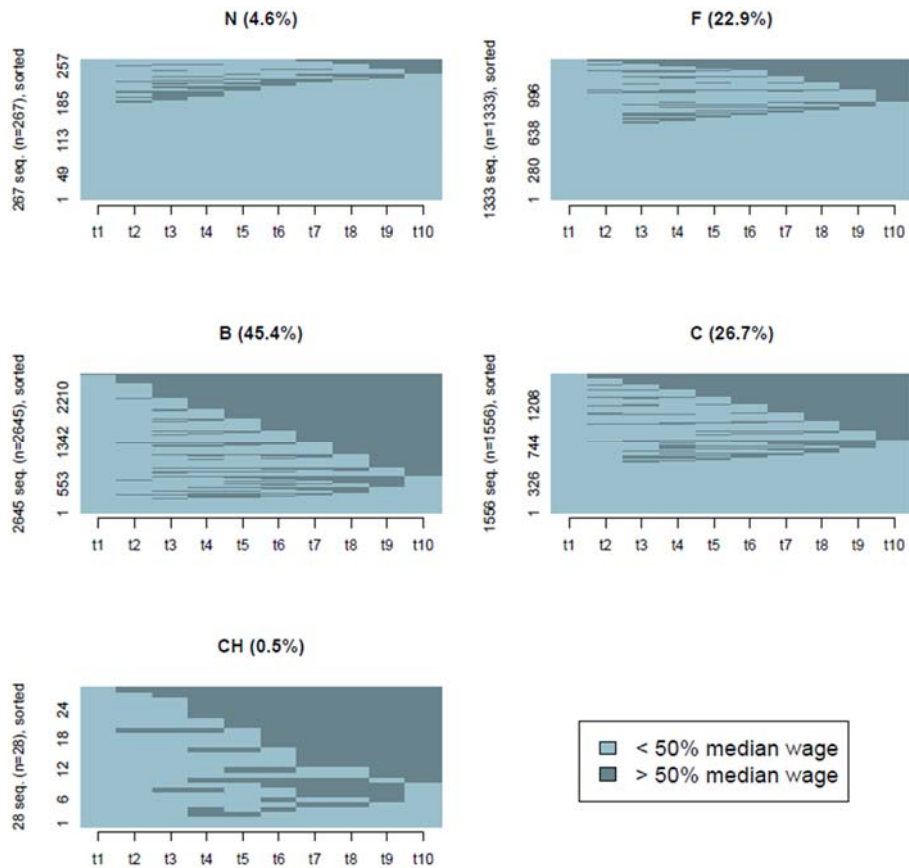 N (4.6%)
267 seq. (n=267), sorted
1 49 113 185 257
t1 t2 t3 t4 t5 t6 t7 t8 t9 t10
F (22.9%)
1333 seq. (n=1333), sorted
1 280 638 996
t1 t2 t3 t4 t5 t6 t7 t8 t9 t10
B (45.4%)
2645 seq. (n=2645), sorted
1 553 1342 2210
t1 t2 t3 t4 t5 t6 t7 t8 t9 t10
C (26.7%)
1556 seq. (n=1556), sorted
1 326 744 1208
t1 t2 t3 t4 t5 t6 t7 t8 t9 t10
CH (0.5%)
28 seq. (n=28), sorted
1 6 12 18 24
t1 t2 t3 t4 t5 t6 t7 t8 t9 t10
< 50% median wage
> 50% median wage